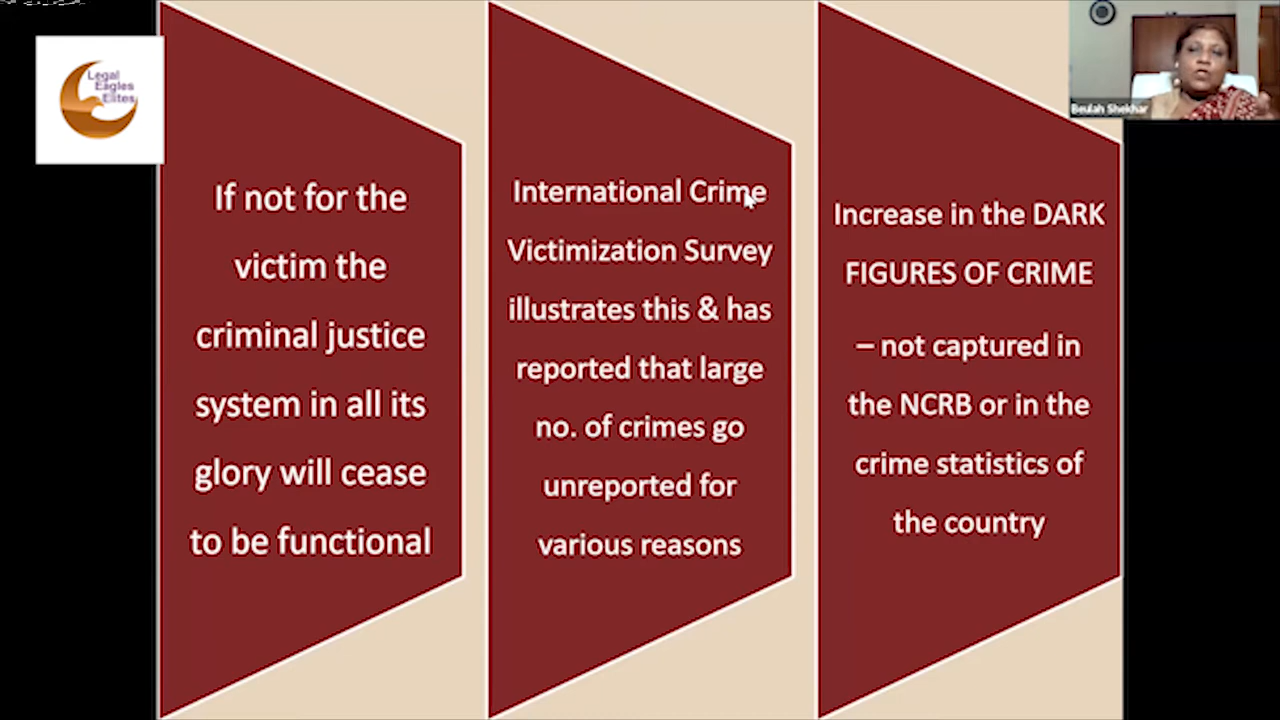 Legal
Eagles
Elites
If not for the
victim the
criminal justice
system in all its
glory will cease
to be functional
International Crime
Victimization Survey
illustrates this & has
reported that large
no. of crimes go
unreported for
various reasons
Increase in the DARK
FIGURES OF CRIME
– not captured in
the NCRB or in the
crime statistics of
the country
Beulah Shekhar